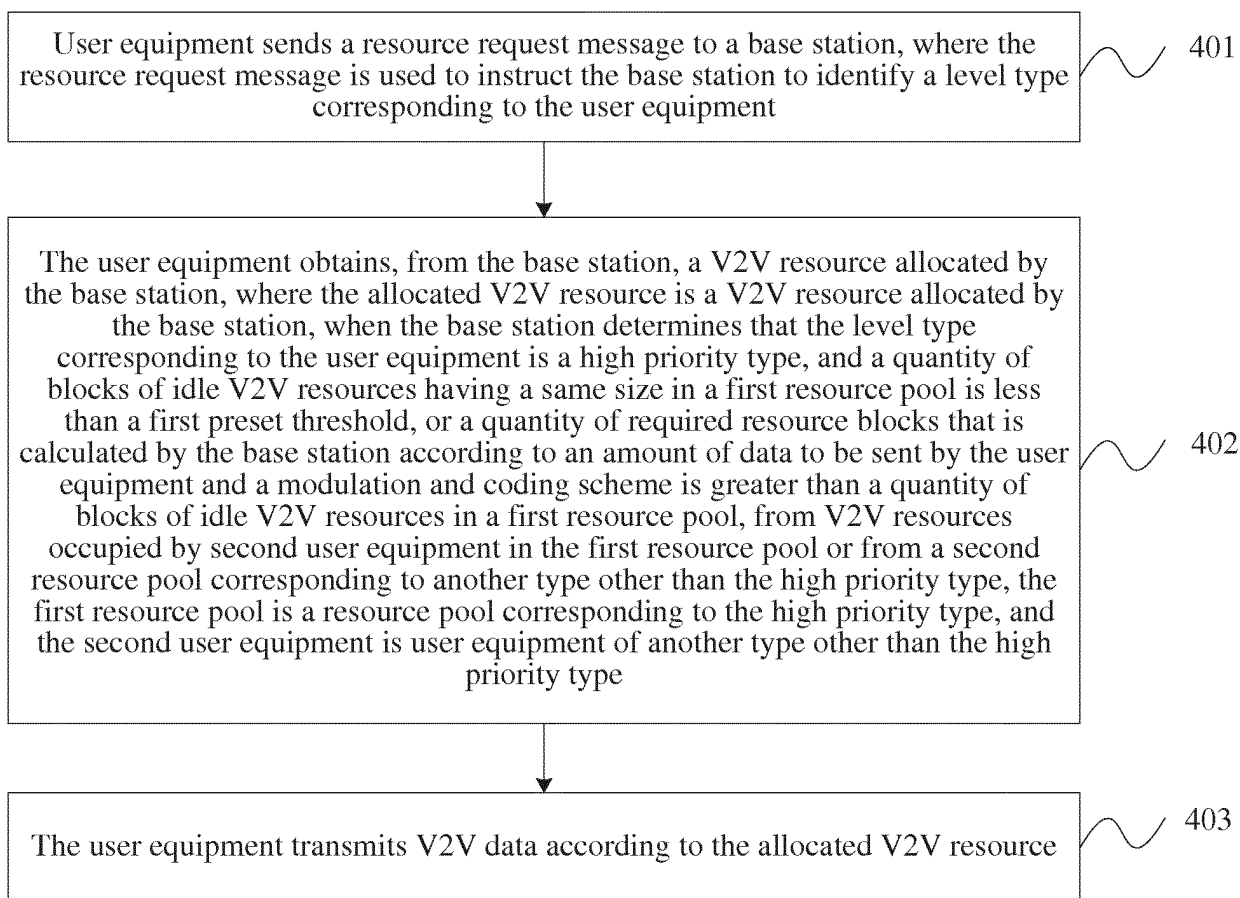 User equipment sends a resource request message to a base station, where the
resource request message is used to instruct the base station to identify a level type
corresponding to the user equipment
401
The user equipment obtains, from the base station, a V2V resource allocated by
the base station, where the allocated V2V resource is a V2V resource allocated by
the base station, when the base station determines that the level type
corresponding to the user equipment is a high priority type, and a quantity of
blocks of idle V2V resources having a same size in a first resource pool is less
than a first preset threshold, or a quantity of required resource blocks that is
calculated by the base station according to an amount of data to be sent by the user
equipment and a modulation and coding scheme is greater than a quantity of
blocks of idle V2V resources in a first resource pool, from V2V resources
occupied by second user equipment in the first resource pool or from a second
resource pool corresponding to another type other than the high priority type, the
first resource pool is a resource pool corresponding to the high priority type, and
the second user equipment is user equipment of another type other than the high
priority type
402
The user equipment transmits V2V data according to the allocated V2V resource
403